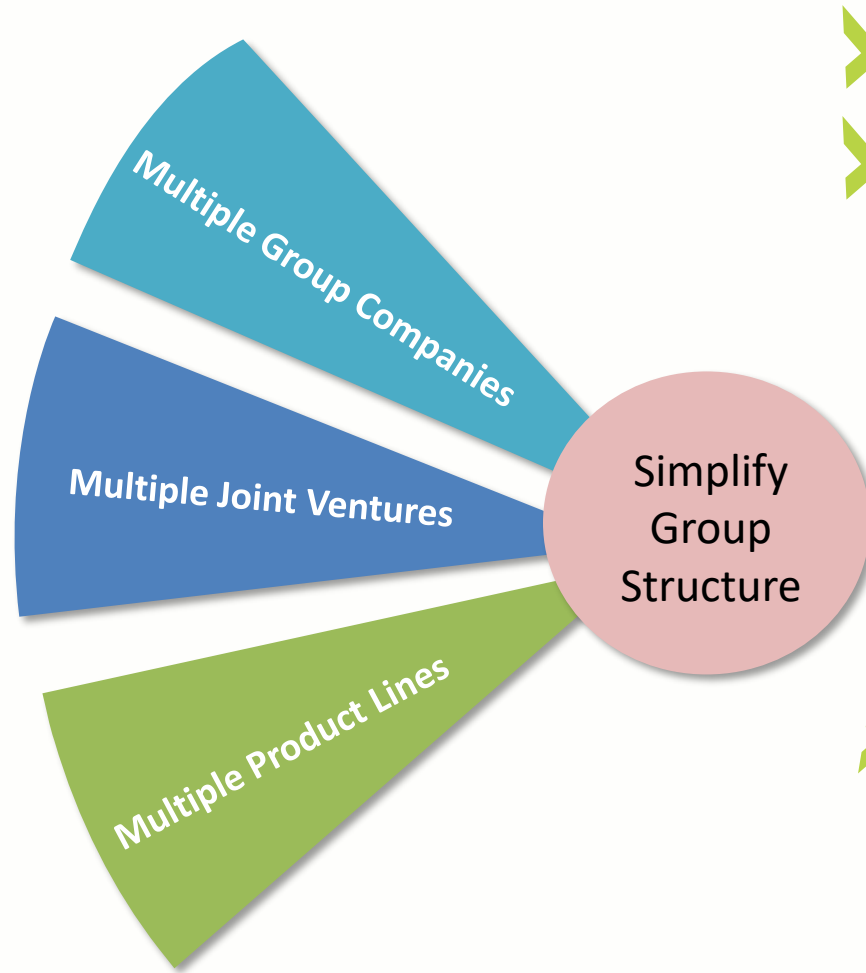 Multiple Group Companies
Multiple Joint Ventures
Simplify
Group
Structure
Multiple Product Lines